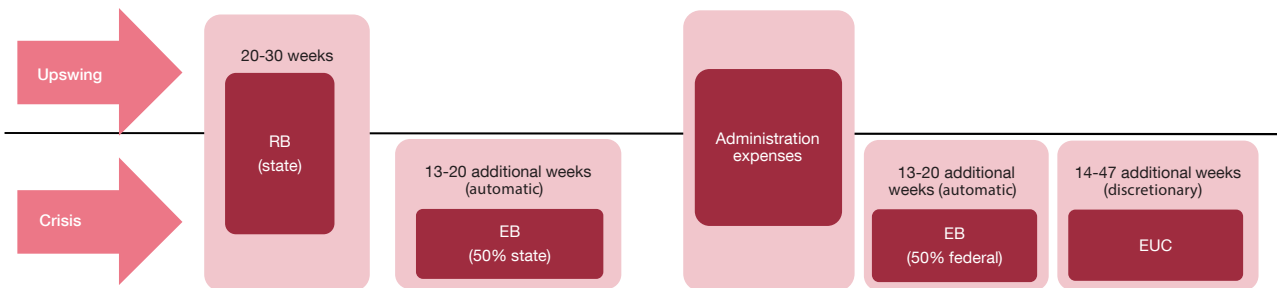 Upswing
20-30 weeks
RB
(state)
Administration
expenses
Crisis
13-20 additional weeks
(automatic)
EB
(50% state)
13-20 additional
weeks (automatic)
EB
(50% federal)
14-47 additional weeks
(discretionary)
EUC